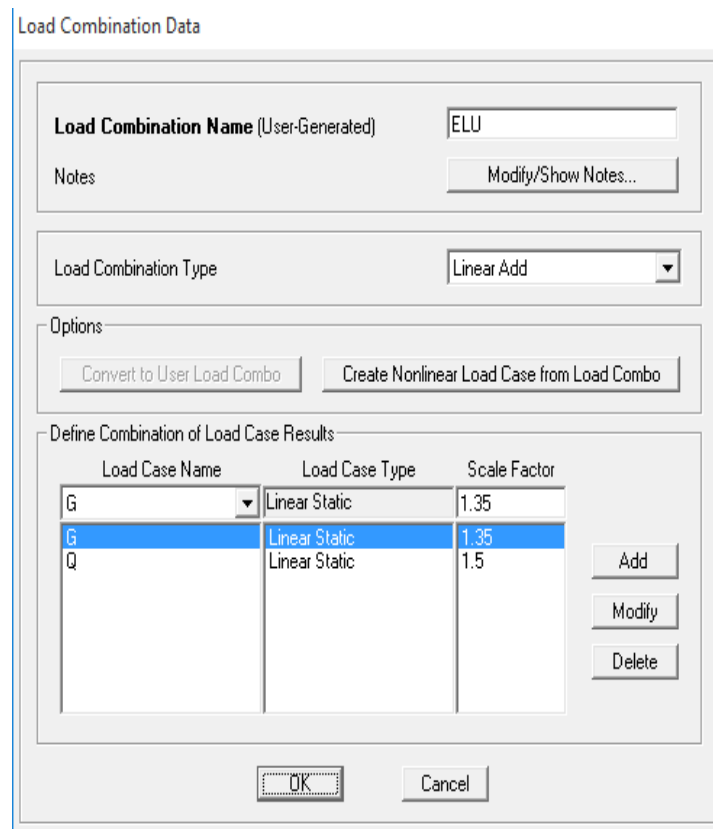 Load Combination Data
Load Combination Name (User-Generated) ELU
Notes Modify/Show Notes...
Load Combination Type Linear Add
Options
Convert to User Load Combo Create Nonlinear Load Case from Load Combo
Define Combination of Load Case Results
Load Case Name Load Case Type Scale Factor
G Linear Static 1.35
G Linear Static 1.35
Q Linear Static 1.5
Add
Modify
Delete
OK Cancel